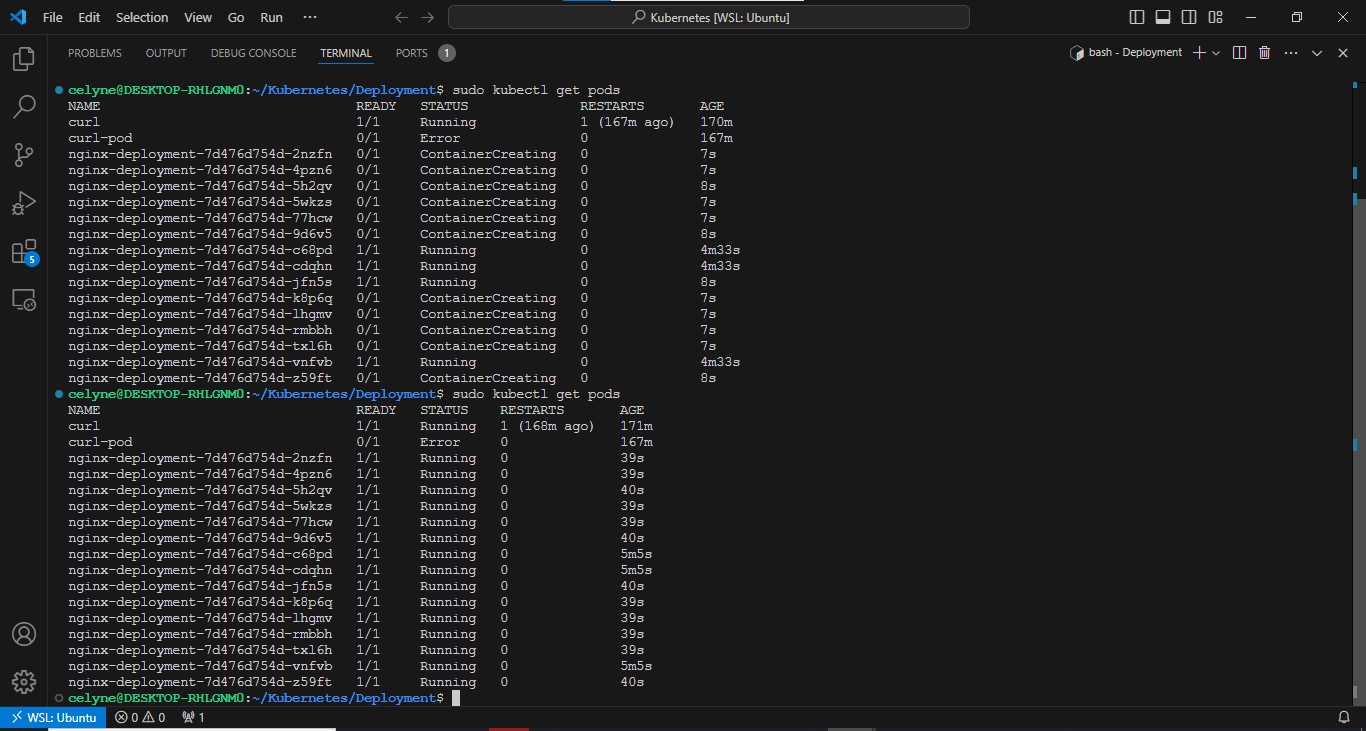 File Edit Selection View Go Run ··· Kubernetes [WSL: Ubuntu]
PROBLEMS OUTPUT DEBUG CONSOLE TERMINAL PORTS 1 bash - Deployment
celyne@DESKTOP-RHLGNM0:~/Kubernetes/Deployment$ sudo kubectl get pods
NAME READY STATUS RESTARTS AGE
curl 1/1 Running 1 (167m ago) 170m
curl-pod 0/1 Error 0 167m
nginx-deployment-7d476d754d-2nzfn 0/1 ContainerCreating 0 7s
nginx-deployment-7d476d754d-4pzn6 0/1 ContainerCreating 0 7s
nginx-deployment-7d476d754d-5h2qv 0/1 ContainerCreating 0 8s
nginx-deployment-7d476d754d-5wkzs 0/1 ContainerCreating 0 7s
nginx-deployment-7d476d754d-77hcw 0/1 ContainerCreating 0 7s
nginx-deployment-7d476d754d-9d6v5 0/1 ContainerCreating 0 8s
nginx-deployment-7d476d754d-c68pd 1/1 Running 0 4m33s
nginx-deployment-7d476d754d-cdqhn 1/1 Running 0 4m33s
nginx-deployment-7d476d754d-jfn5s 1/1 Running 0 8s
nginx-deployment-7d476d754d-k8p6q 0/1 ContainerCreating 0 7s
nginx-deployment-7d476d754d-lhgmv 0/1 ContainerCreating 0 7s
nginx-deployment-7d476d754d-rmbbh 0/1 ContainerCreating 0 7s
nginx-deployment-7d476d754d-txl6h 0/1 ContainerCreating 0 7s
nginx-deployment-7d476d754d-vnfvb 1/1 Running 0 4m33s
nginx-deployment-7d476d754d-z59ft 0/1 ContainerCreating 0 8s
celyne@DESKTOP-RHLGNM0:~/Kubernetes/Deployment$ sudo kubectl get pods
NAME READY STATUS RESTARTS AGE
curl 1/1 Running 1 (168m ago) 171m
curl-pod 0/1 Error 0 167m
5 nginx-deployment-7d476d754d-2nzfn 1/1 Running 0 39s
nginx-deployment-7d476d754d-4pzn6 1/1 Running 0 39s
nginx-deployment-7d476d754d-5h2qv 1/1 Running 0 40s
nginx-deployment-7d476d754d-5wkzs 1/1 Running 0 39s
nginx-deployment-7d476d754d-77hcw 1/1 Running 0 39s
nginx-deployment-7d476d754d-9d6v5 1/1 Running 0 40s
nginx-deployment-7d476d754d-c68pd 1/1 Running 0 5m5s
nginx-deployment-7d476d754d-cdqhn 1/1 Running 0 5m5s
nginx-deployment-7d476d754d-jfn5s 1/1 Running 0 40s
nginx-deployment-7d476d754d-k8p6q 1/1 Running 0 39s
nginx-deployment-7d476d754d-lhgmv 1/1 Running 0 39s
nginx-deployment-7d476d754d-rmbbh 1/1 Running 0 39s
nginx-deployment-7d476d754d-txl6h 1/1 Running 0 39s
nginx-deployment-7d476d754d-vnfvb 1/1 Running 0 5m5s
nginx-deployment-7d476d754d-z59ft 1/1 Running 0 40s
celyne@DESKTOP-RHLGNM0:~/Kubernetes/Deployment$
WSL: Ubuntu 0 0 1